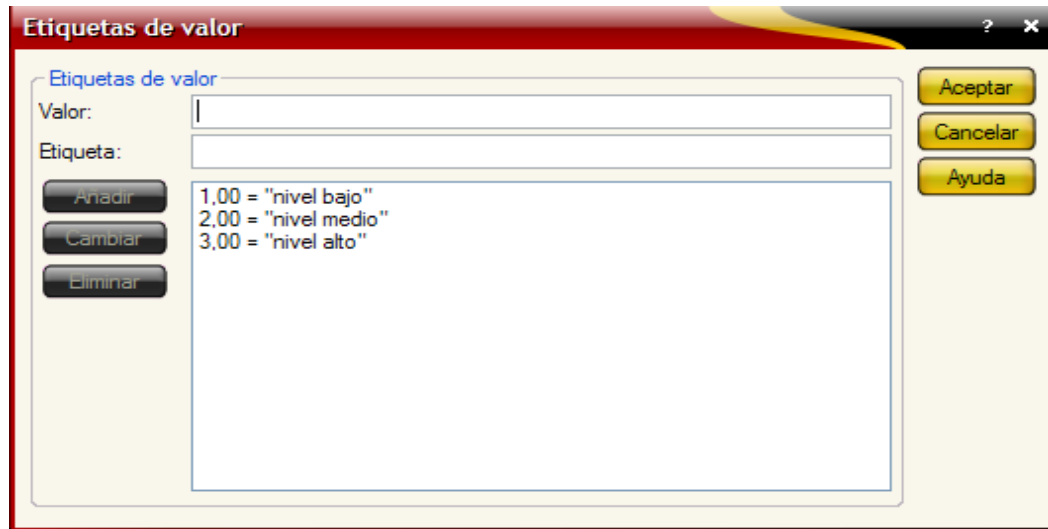 Etiquetas de valor
? ×
Etiquetas de valor
Valor:
Etiqueta:
Añadir
Cambiar
Eliminar
1,00 = "nivel bajo"
2,00 = "nivel medio"
3,00 = "nivel alto"
Aceptar
Cancelar
Ayuda